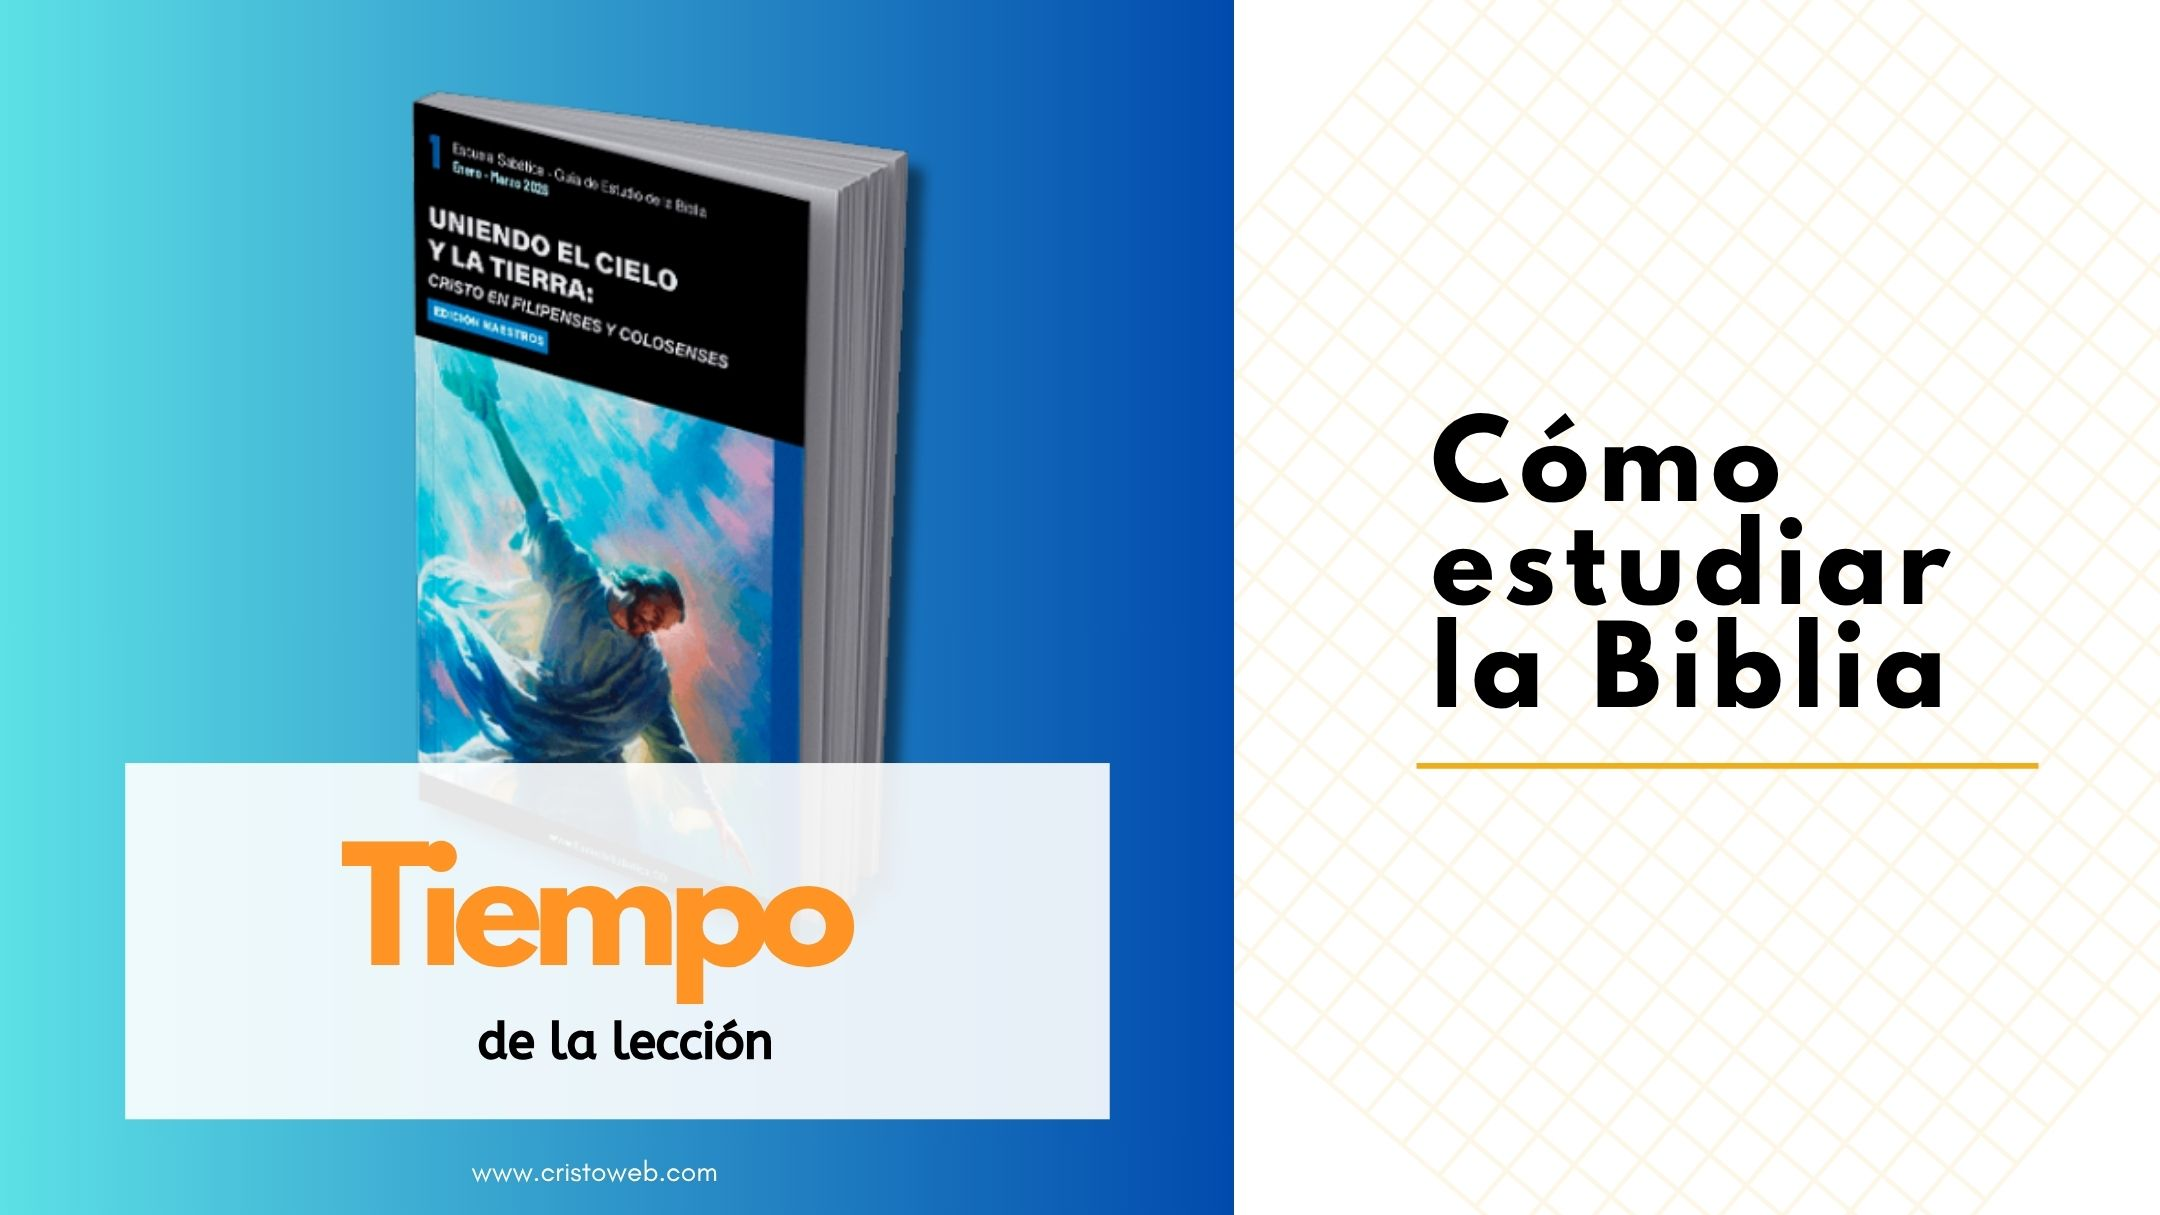 1
Escuela Sabática - Guía de Estudio de la Biblia
Enero - Marzo 2026
UNIENDO EL CIELO
Y LA TIERRA:
CRISTO EN FILIPENSES Y COLOSENSES
EDICIÓN MAESTROS
Tiempo
de la lección
www.cristoweb.com
Cómo
estudiar
la Biblia